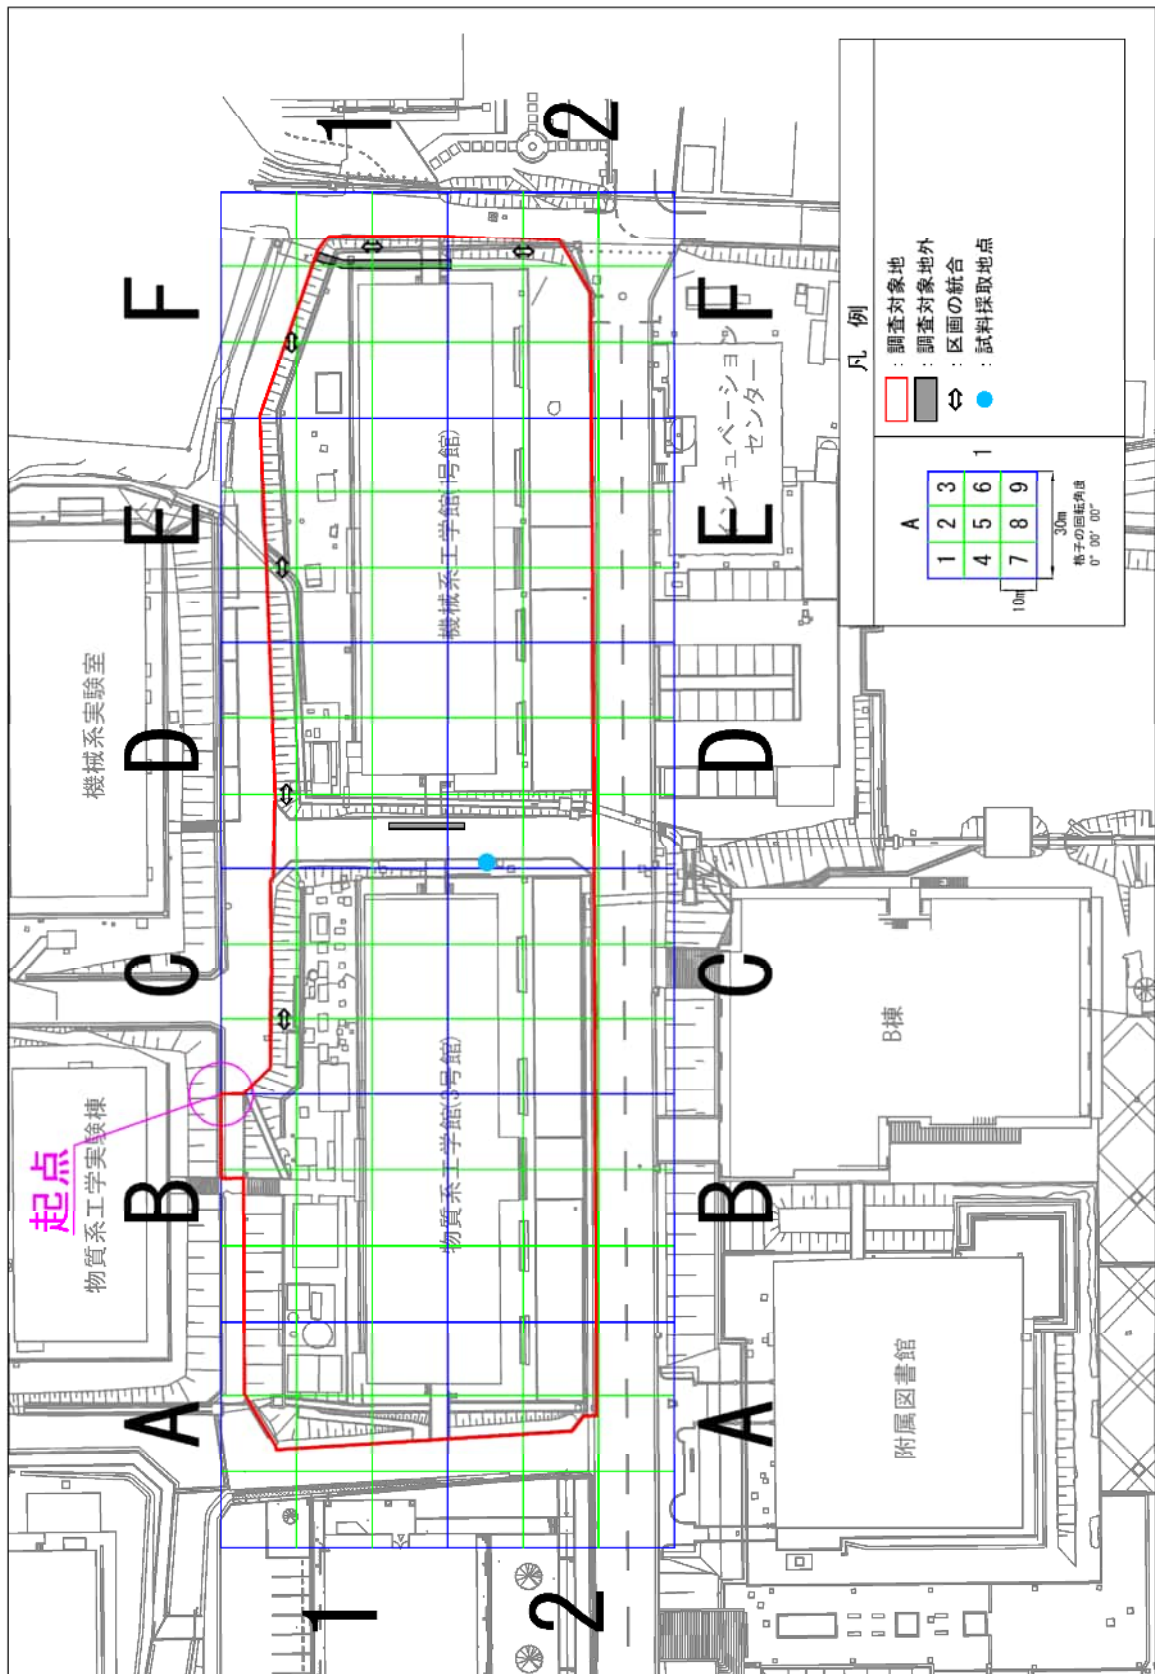 1
2
F
F
E
E
D
D
C
C
B
B
A
A
1
2
起点
機械系実験室
物質系工学実験棟
機械系工学館(1号館)
物質系工学館(3号館)
インキュベーション
センター
B棟
附属図書館
凡 例
：調査対象地
：調査対象地外
：区画の統合
：試料採取地点
A
1 2 3
4 5 6 1
7 8 9
10m
30m
格子の回転角度
0° 00' 00"